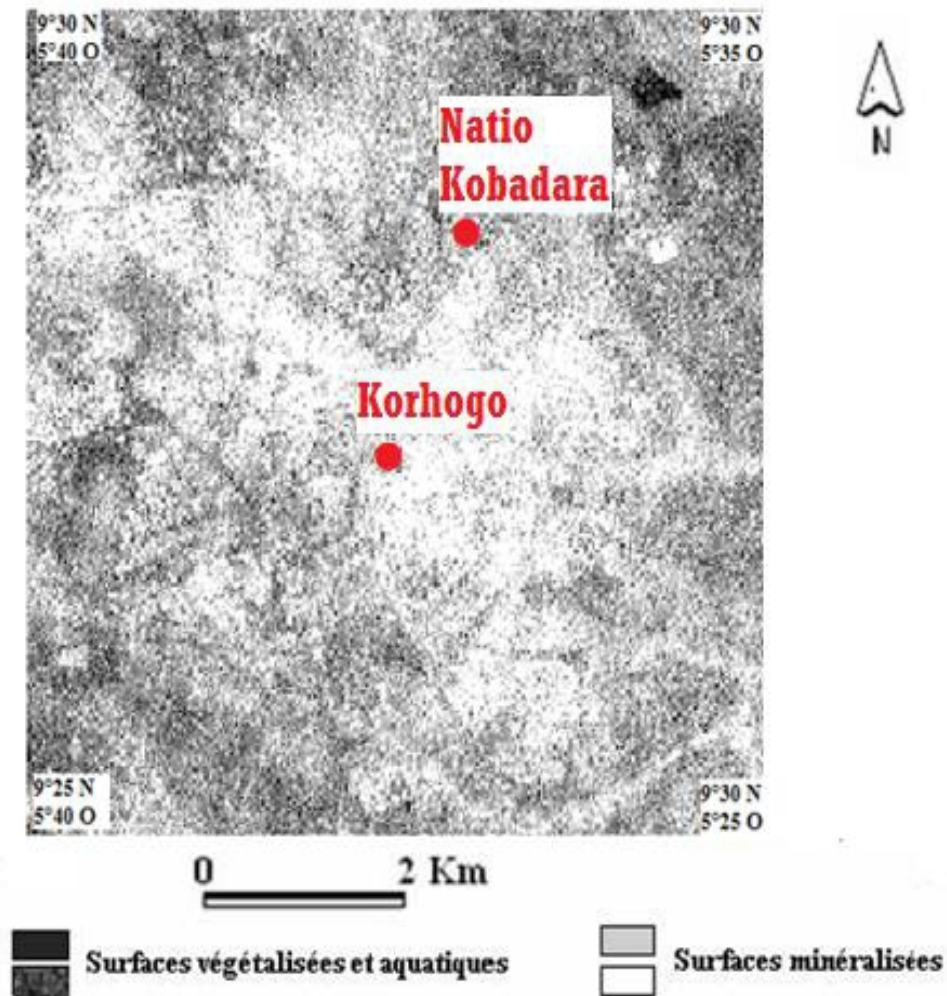 9°30 N
5°40 O
9°30 N
5°35 O
N
Natio
Kobadara
Korhogo
9°25 N
5°40 O
9°30 N
5°25 O
0 2 Km
Surfaces végétalisées et aquatiques
Surfaces minéralisées